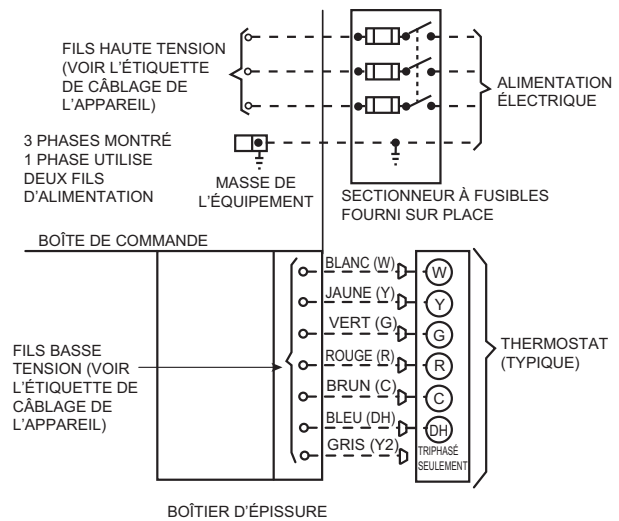 FILS HAUTE TENSION
(VOIR L'ÉTIQUETTE
DE CÂBLAGE DE
L'APPAREIL)
ALIMENTATION
ÉLECTRIQUE
3 PHASES MONTRÉ
1 PHASE UTILISE
DEUX FILS
D'ALIMENTATION
MASSE DE
L'ÉQUIPEMENT
SECTIONNEUR À FUSIBLES
FOURNI SUR PLACE
BOÎTE DE COMMANDE
BLANC (W)
W
JAUNE (Y)
Y
VERT (G)
G
ROUGE (R)
R
BRUN (C)
C
BLEU (DH)
DH
GRIS (Y2)
TRIPHASÉ
SEULEMENT
THERMOSTAT
(TYPIQUE)
FILS BASSE
TENSION (VOIR
L'ÉTIQUETTE DE
CÂBLAGE DE
L'APPAREIL)
BOÎTIER D'ÉPISSURE